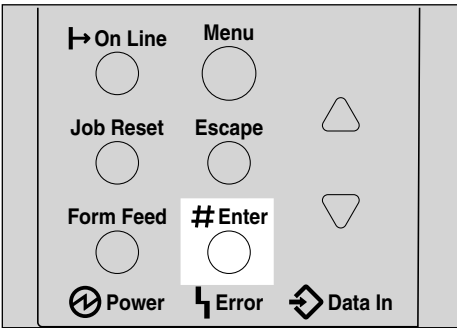 On Line Menu
Job Reset Escape
Form Feed # Enter
Power Error Data In